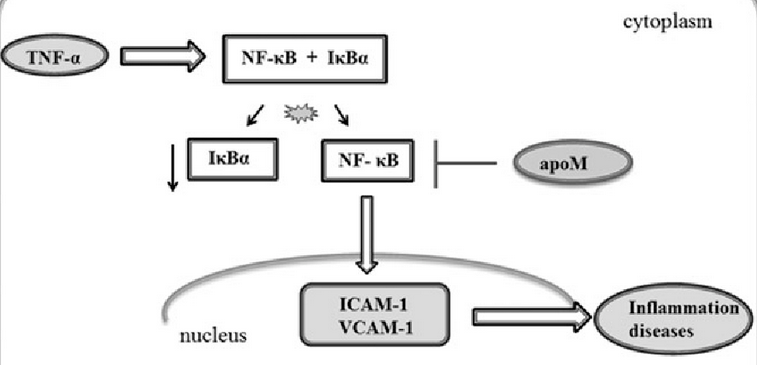 cytoplasm
TNF-α
NF-κB + IκBα
IκBα
NF- κB
apoM
ICAM-1
VCAM-1
nucleus
Inflammation
diseases